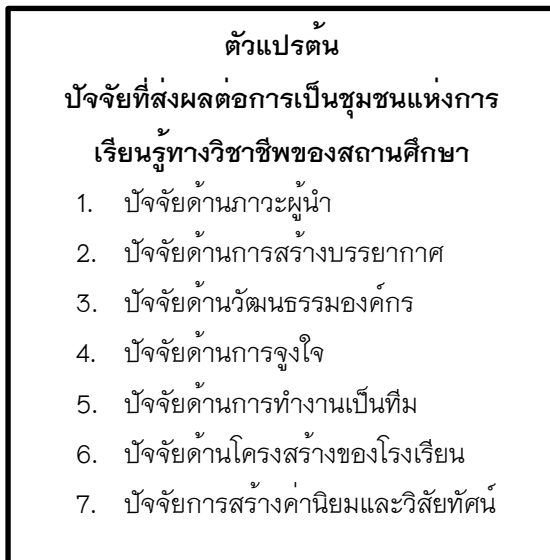 ตัวแปรต้น
ปัจจัยที่ส่งผลต่อการเป็นชุมชนแห่งการ
เรียนรู้ทางวิชาชีพของสถานศึกษา
1. ปัจจัยด้านภาวะผู้นำ
2. ปัจจัยด้านการสร้างบรรยากาศ
3. ปัจจัยด้านวัฒนธรรมองค์กร
4. ปัจจัยด้านการจูงใจ
5. ปัจจัยด้านการทำงานเป็นทีม
6. ปัจจัยด้านโครงสร้างของโรงเรียน
7. ปัจจัยการสร้างค่านิยมและวิสัยทัศน์